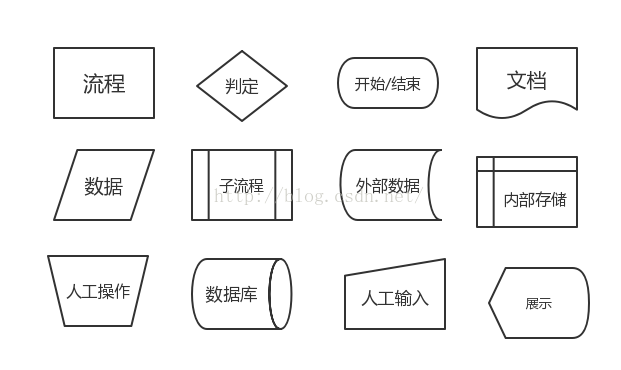 流程
判定
开始/结束
文档
数据
子流程
外部数据
内部存储
http://blog.csdn.net/
人工操作
数据库
人工输入
展示